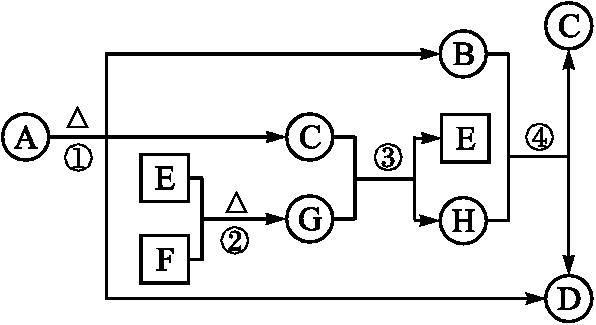 C
B
A △ ① C ③ E ④
E △ ② G H
F
D